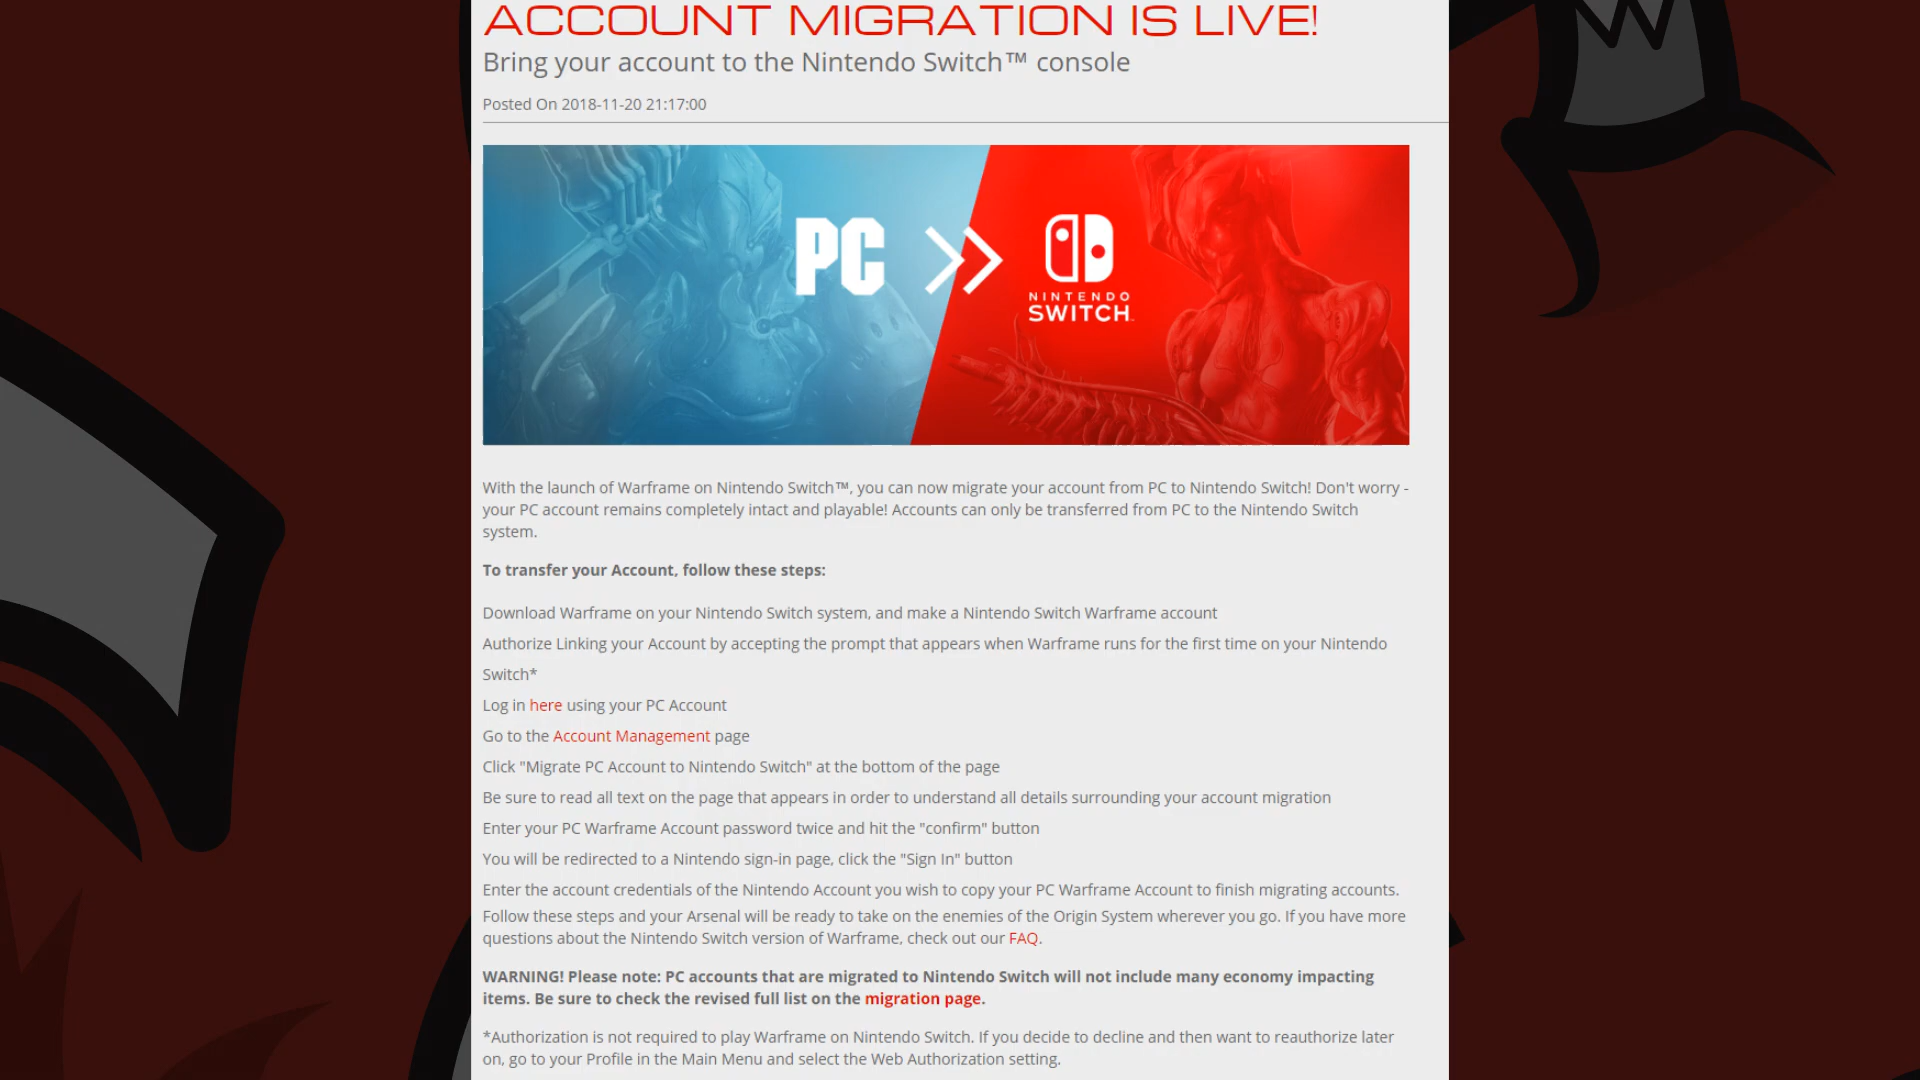 ACCOUNT MIGRATION IS LIVE!
Bring your account to the Nintendo Switch™ console
Posted On 2018-11-20 21:17:00
PC
NINTENDO
SWITCH™
With the launch of Warframe on Nintendo Switch™, you can now migrate your account from PC to Nintendo Switch! Don't worry -
your PC account remains completely intact and playable! Accounts can only be transferred from PC to the Nintendo Switch
system.
To transfer your Account, follow these steps:
Download Warframe on your Nintendo Switch system, and make a Nintendo Switch Warframe account
Authorize Linking your Account by accepting the prompt that appears when Warframe runs for the first time on your Nintendo
Switch*
Log in here using your PC Account
Go to the Account Management page
Click "Migrate PC Account to Nintendo Switch" at the bottom of the page
Be sure to read all text on the page that appears in order to understand all details surrounding your account migration
Enter your PC Warframe Account password twice and hit the "confirm" button
You will be redirected to a Nintendo sign-in page, click the "Sign In" button
Enter the account credentials of the Nintendo Account you wish to copy your PC Warframe Account to finish migrating accounts.
Follow these steps and your Arsenal will be ready to take on the enemies of the Origin System wherever you go. If you have more
questions about the Nintendo Switch version of Warframe, check out our FAQ.
WARNING! Please note: PC accounts that are migrated to Nintendo Switch will not include many economy impacting
items. Be sure to check the revised full list on the migration page.
*Authorization is not required to play Warframe on Nintendo Switch. If you decide to decline and then want to reauthorize later
on, go to your Profile in the Main Menu and select the Web Authorization setting.